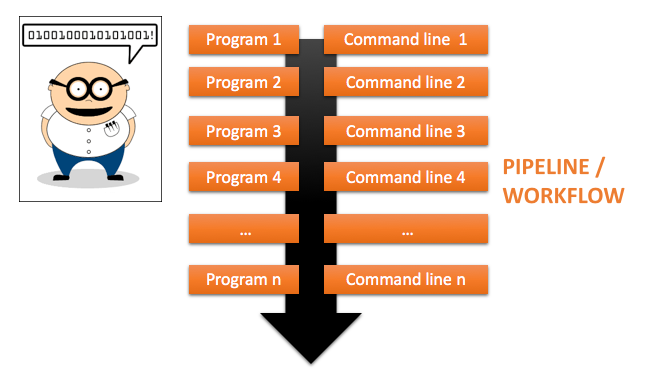 0100100010101001!
Program 1
Command line 1
Program 2
Command line 2
Program 3
Command line 3
Program 4
Command line 4
...
...
Program n
Command line n
PIPELINE /
WORKFLOW